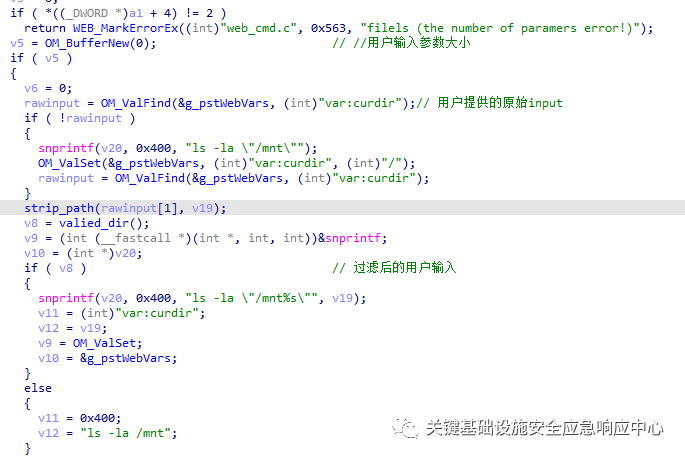 if ( *((_DWORD *)a1 + 4) != 2 )
return WEB_MarkErrorEx((int)"web_cmd.c", 0x563, "filels (the number of paramers error!)");
v5 = OM_BufferNew(0); // //用户输入参数大小
if ( v5 )
{
v6 = 0;
rawinput = OM_ValFind(&g_pstWebVars, (int)"var:curdir");// 用户提供的原始input
if ( !rawinput )
{
snprintf(v20, 0x400, "ls -la \"/mnt\"");
OM_ValSet(&g_pstWebVars, (int)"var:curdir", (int)"/");
rawinput = OM_ValFind(&g_pstWebVars, (int)"var:curdir");
}
strip_path(rawinput[1], v19);
v8 = valied_dir();
v9 = (int (__fastcall *)(int *, int, int))&snprintf;
v10 = (int *)v20;
if ( v8 ) // 过滤后的用户输入
{
snprintf(v20, 0x400, "ls -la \"/mnt%s\"", v19);
v11 = (int)"var:curdir";
v12 = v19;
v9 = OM_ValSet;
v10 = &g_pstWebVars;
}
else
{
v11 = 0x400;
v12 = "ls -la /mnt";
}
关键基础设施安全应急响应中心